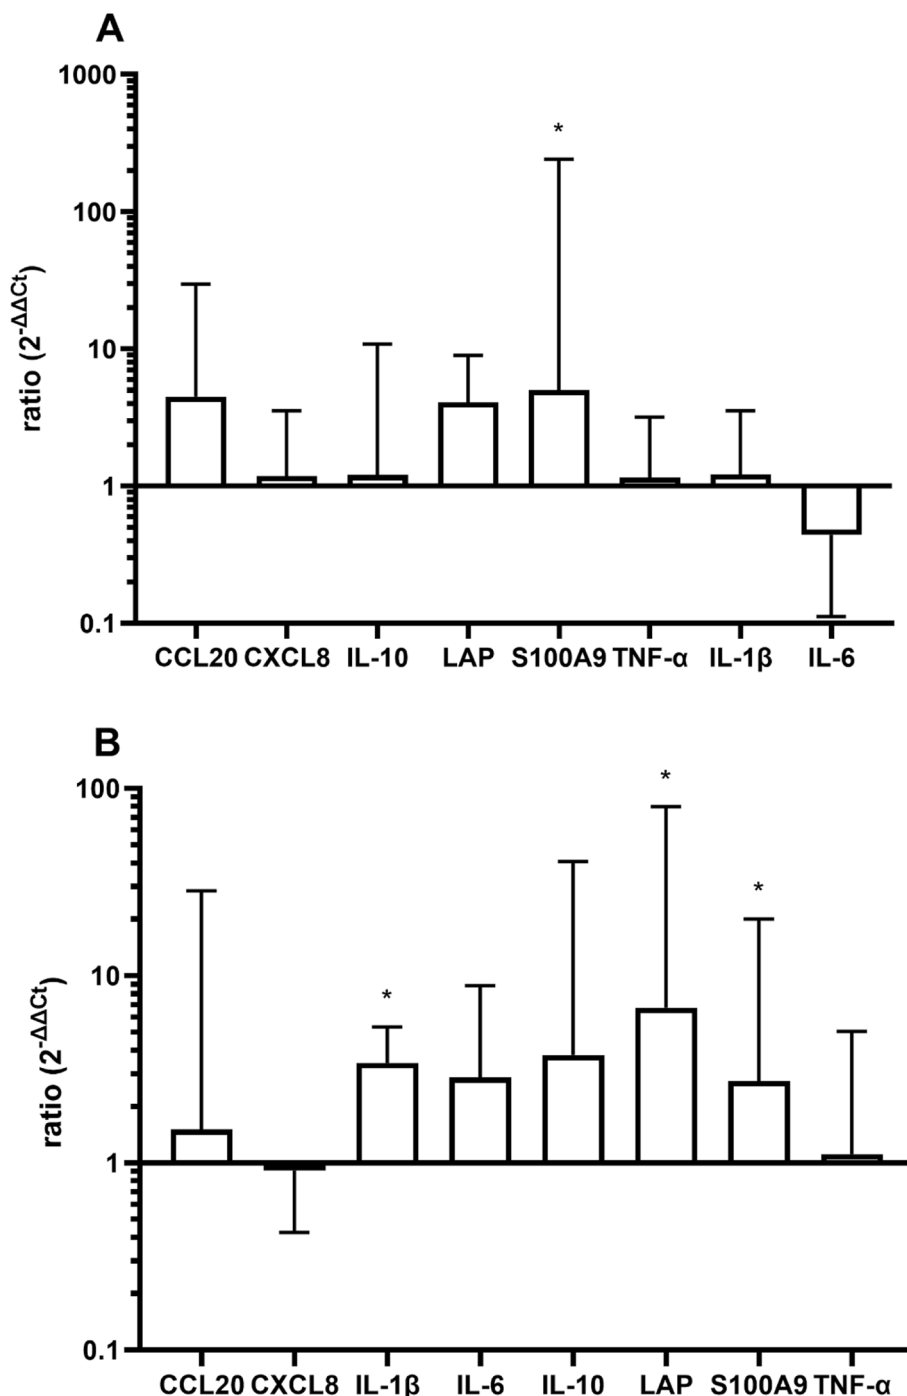 A
1000
*
100
ratio (2^-ΔΔCt)
10
1
0.1
CCL20 CXCL8 IL-10 LAP S100A9 TNF-α IL-1β IL-6
B
*
100
*
10
*
ratio (2^-ΔΔCt)
1
0.1
CCL20 CXCL8 IL-1β IL-6 IL-10 LAP S100A9 TNF-α